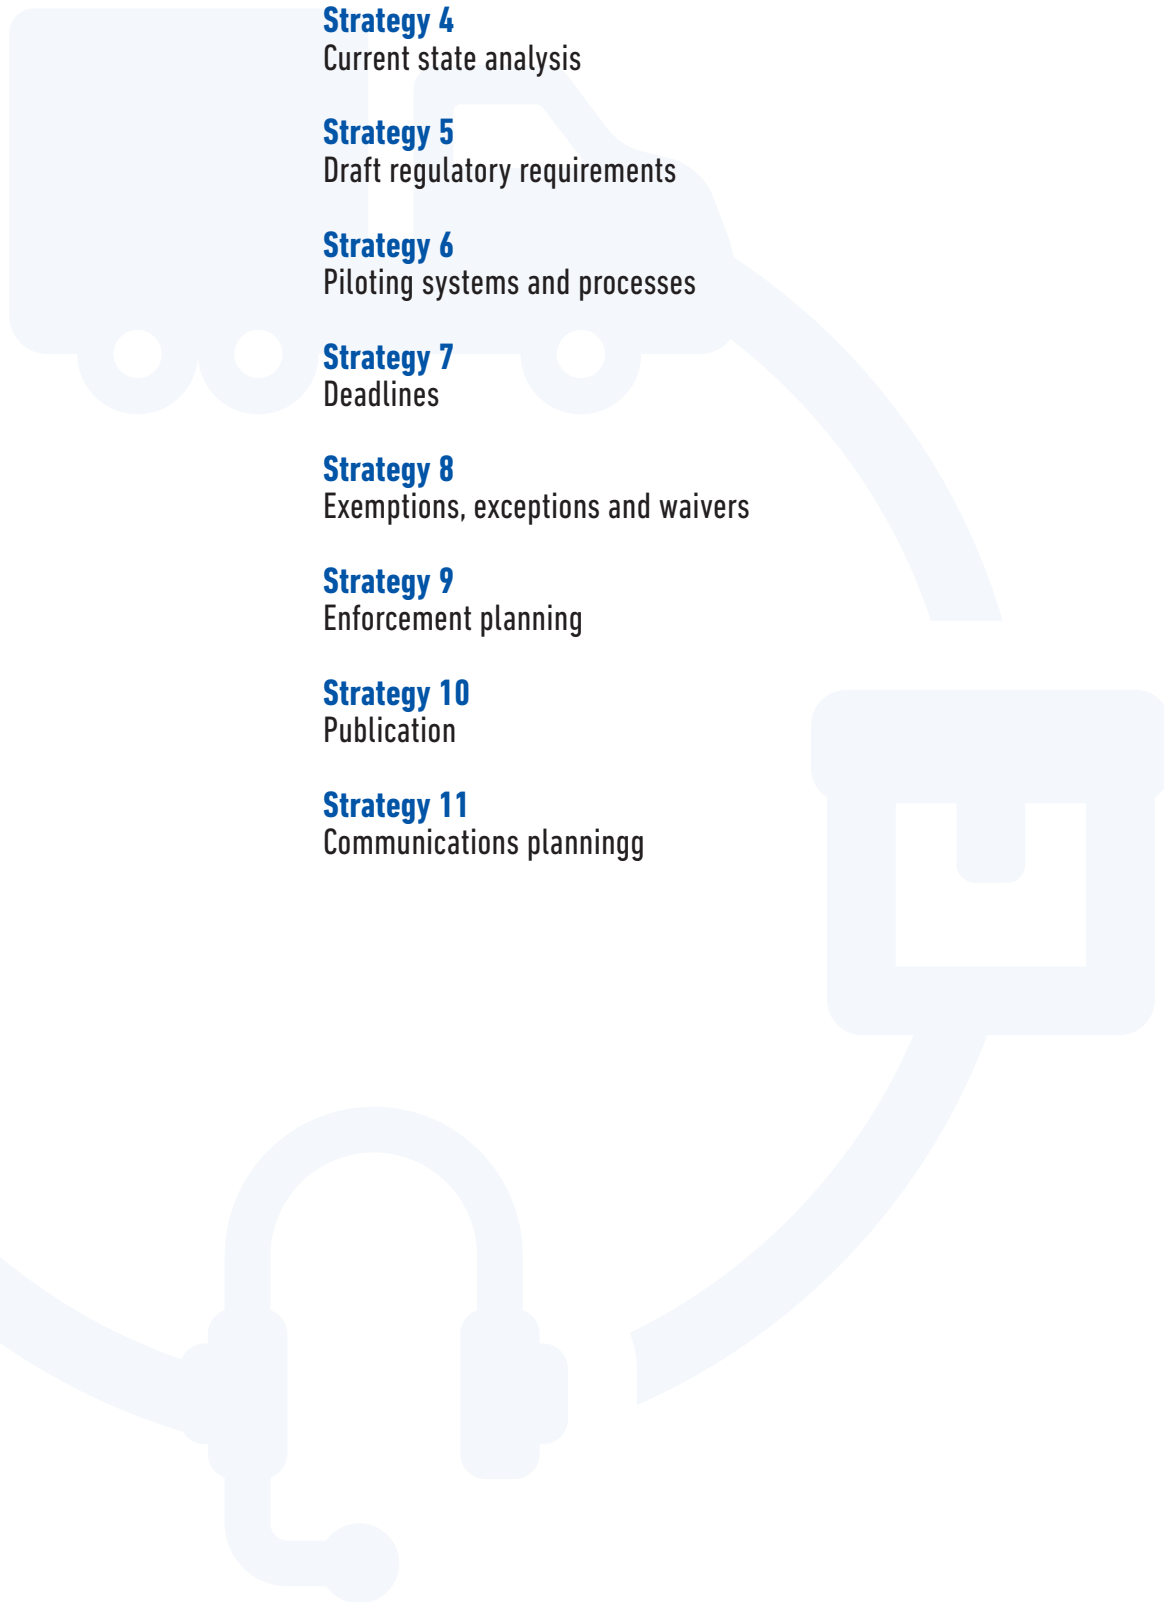 Strategy 4
Current state analysis
Strategy 5
Draft regulatory requirements
Strategy 6
Piloting systems and processes
Strategy 7
Deadlines
Strategy 8
Exemptions, exceptions and waivers
Strategy 9
Enforcement planning
Strategy 10
Publication
Strategy 11
Communications planningg